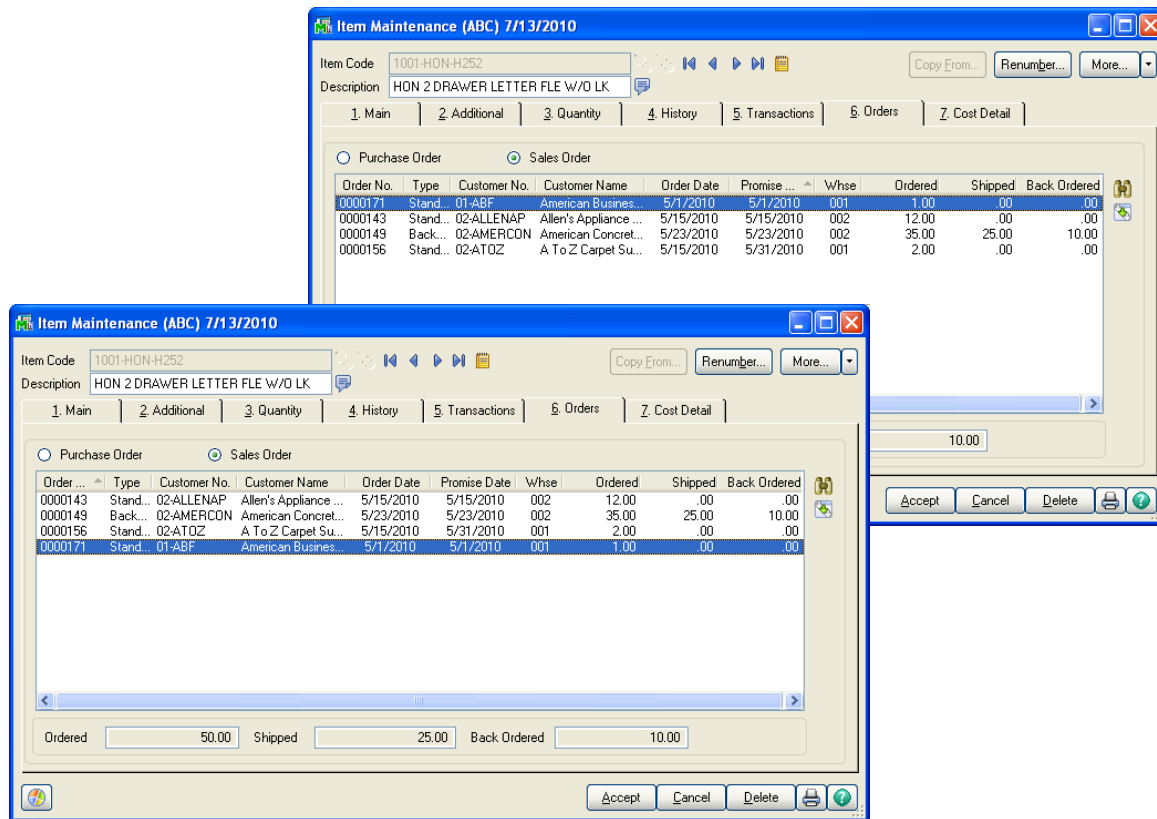 Item Maintenance (ABC) 7/13/2010
Item Code 1001-HON-H252 Copy From... Renumber... More...
Description HON 2 DRAWER LETTER FLE W/O LK
1. Main 2. Additional 3. Quantity 4. History 5. Transactions 6. Orders 7. Cost Detail
Purchase Order Sales Order
Order No. Type Customer No. Customer Name Order Date Promise ... Whse Ordered Shipped Back Ordered
0000171 Stand... 01-ABF American Busines... 5/1/2010 5/1/2010 001 1.00 .00 .00
0000143 Stand... 02-ALLENAP Allen's Appliance ... 5/15/2010 5/15/2010 002 12.00 .00 .00
0000149 Back... 02-AMERCON American Concret... 5/23/2010 5/23/2010 002 35.00 25.00 10.00
0000156 Stand... 02-ATOZ A To Z Carpet Su... 5/15/2010 5/31/2010 001 2.00 .00 .00
10.00
Accept Cancel Delete
Item Maintenance (ABC) 7/13/2010
Item Code 1001-HON-H252 Copy From... Renumber... More...
Description HON 2 DRAWER LETTER FLE W/O LK
1. Main 2. Additional 3. Quantity 4. History 5. Transactions 6. Orders 7. Cost Detail
Purchase Order Sales Order
Order ... Type Customer No. Customer Name Order Date Promise Date Whse Ordered Shipped Back Ordered
0000143 Stand... 02-ALLENAP Allen's Appliance ... 5/15/2010 5/15/2010 002 12.00 .00 .00
0000149 Back... 02-AMERCON American Concret... 5/23/2010 5/23/2010 002 35.00 25.00 10.00
0000156 Stand... 02-ATOZ A To Z Carpet Su... 5/15/2010 5/31/2010 001 2.00 .00 .00
0000171 Stand... 01-ABF American Busines... 5/1/2010 5/1/2010 001 1.00 .00 .00
Ordered 50.00 Shipped 25.00 Back Ordered 10.00
Accept Cancel Delete